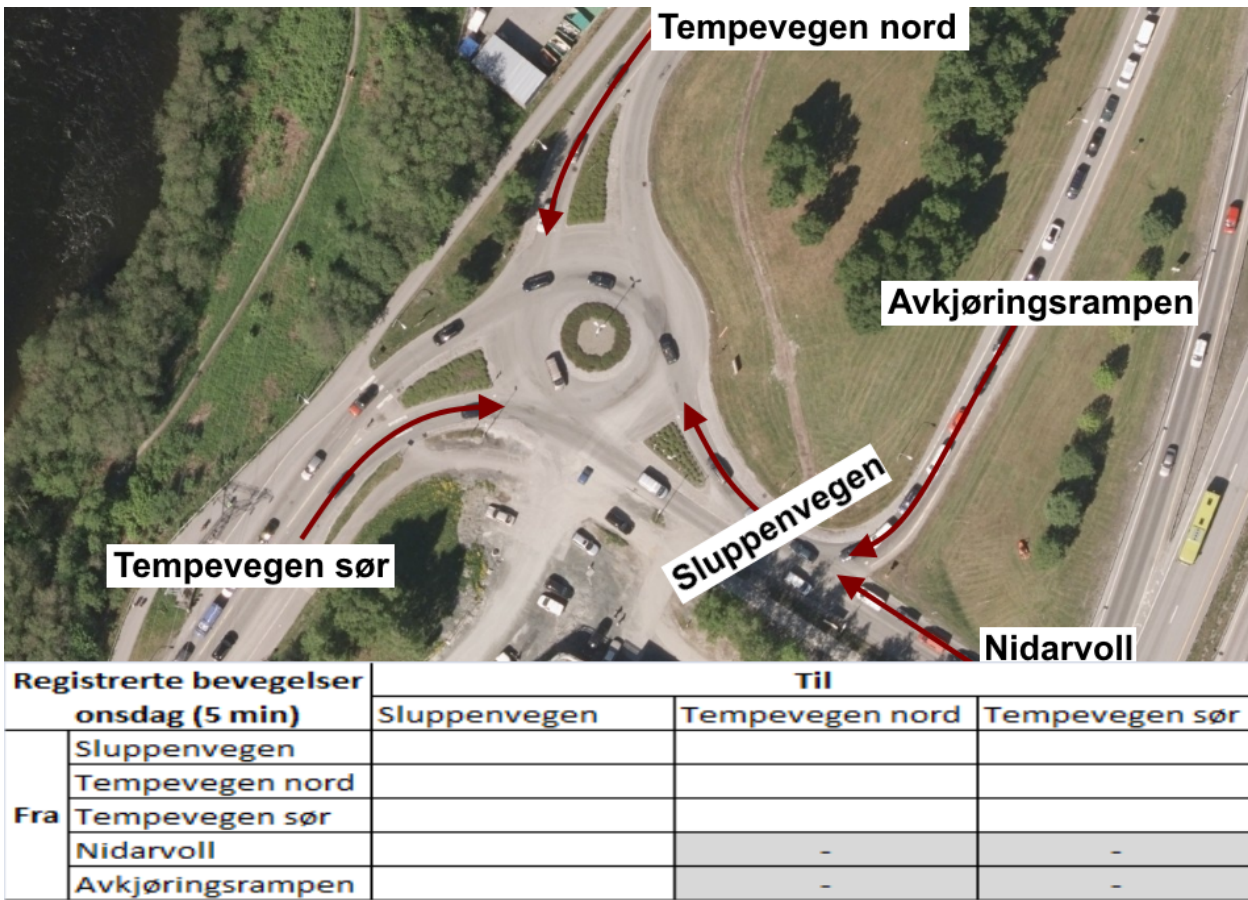 Tempevegen nord
Avkjøringsrampen
Sluppenvegen
Tempevegen sør
Nidarvoll
Registrerte bevegelser
onsdag (5 min)
Til
Sluppenvegen
Tempevegen nord
Tempevegen sør
Fra
Sluppenvegen
Tempevegen nord
Tempevegen sør
Nidarvoll - -
Avkjøringsrampen - -